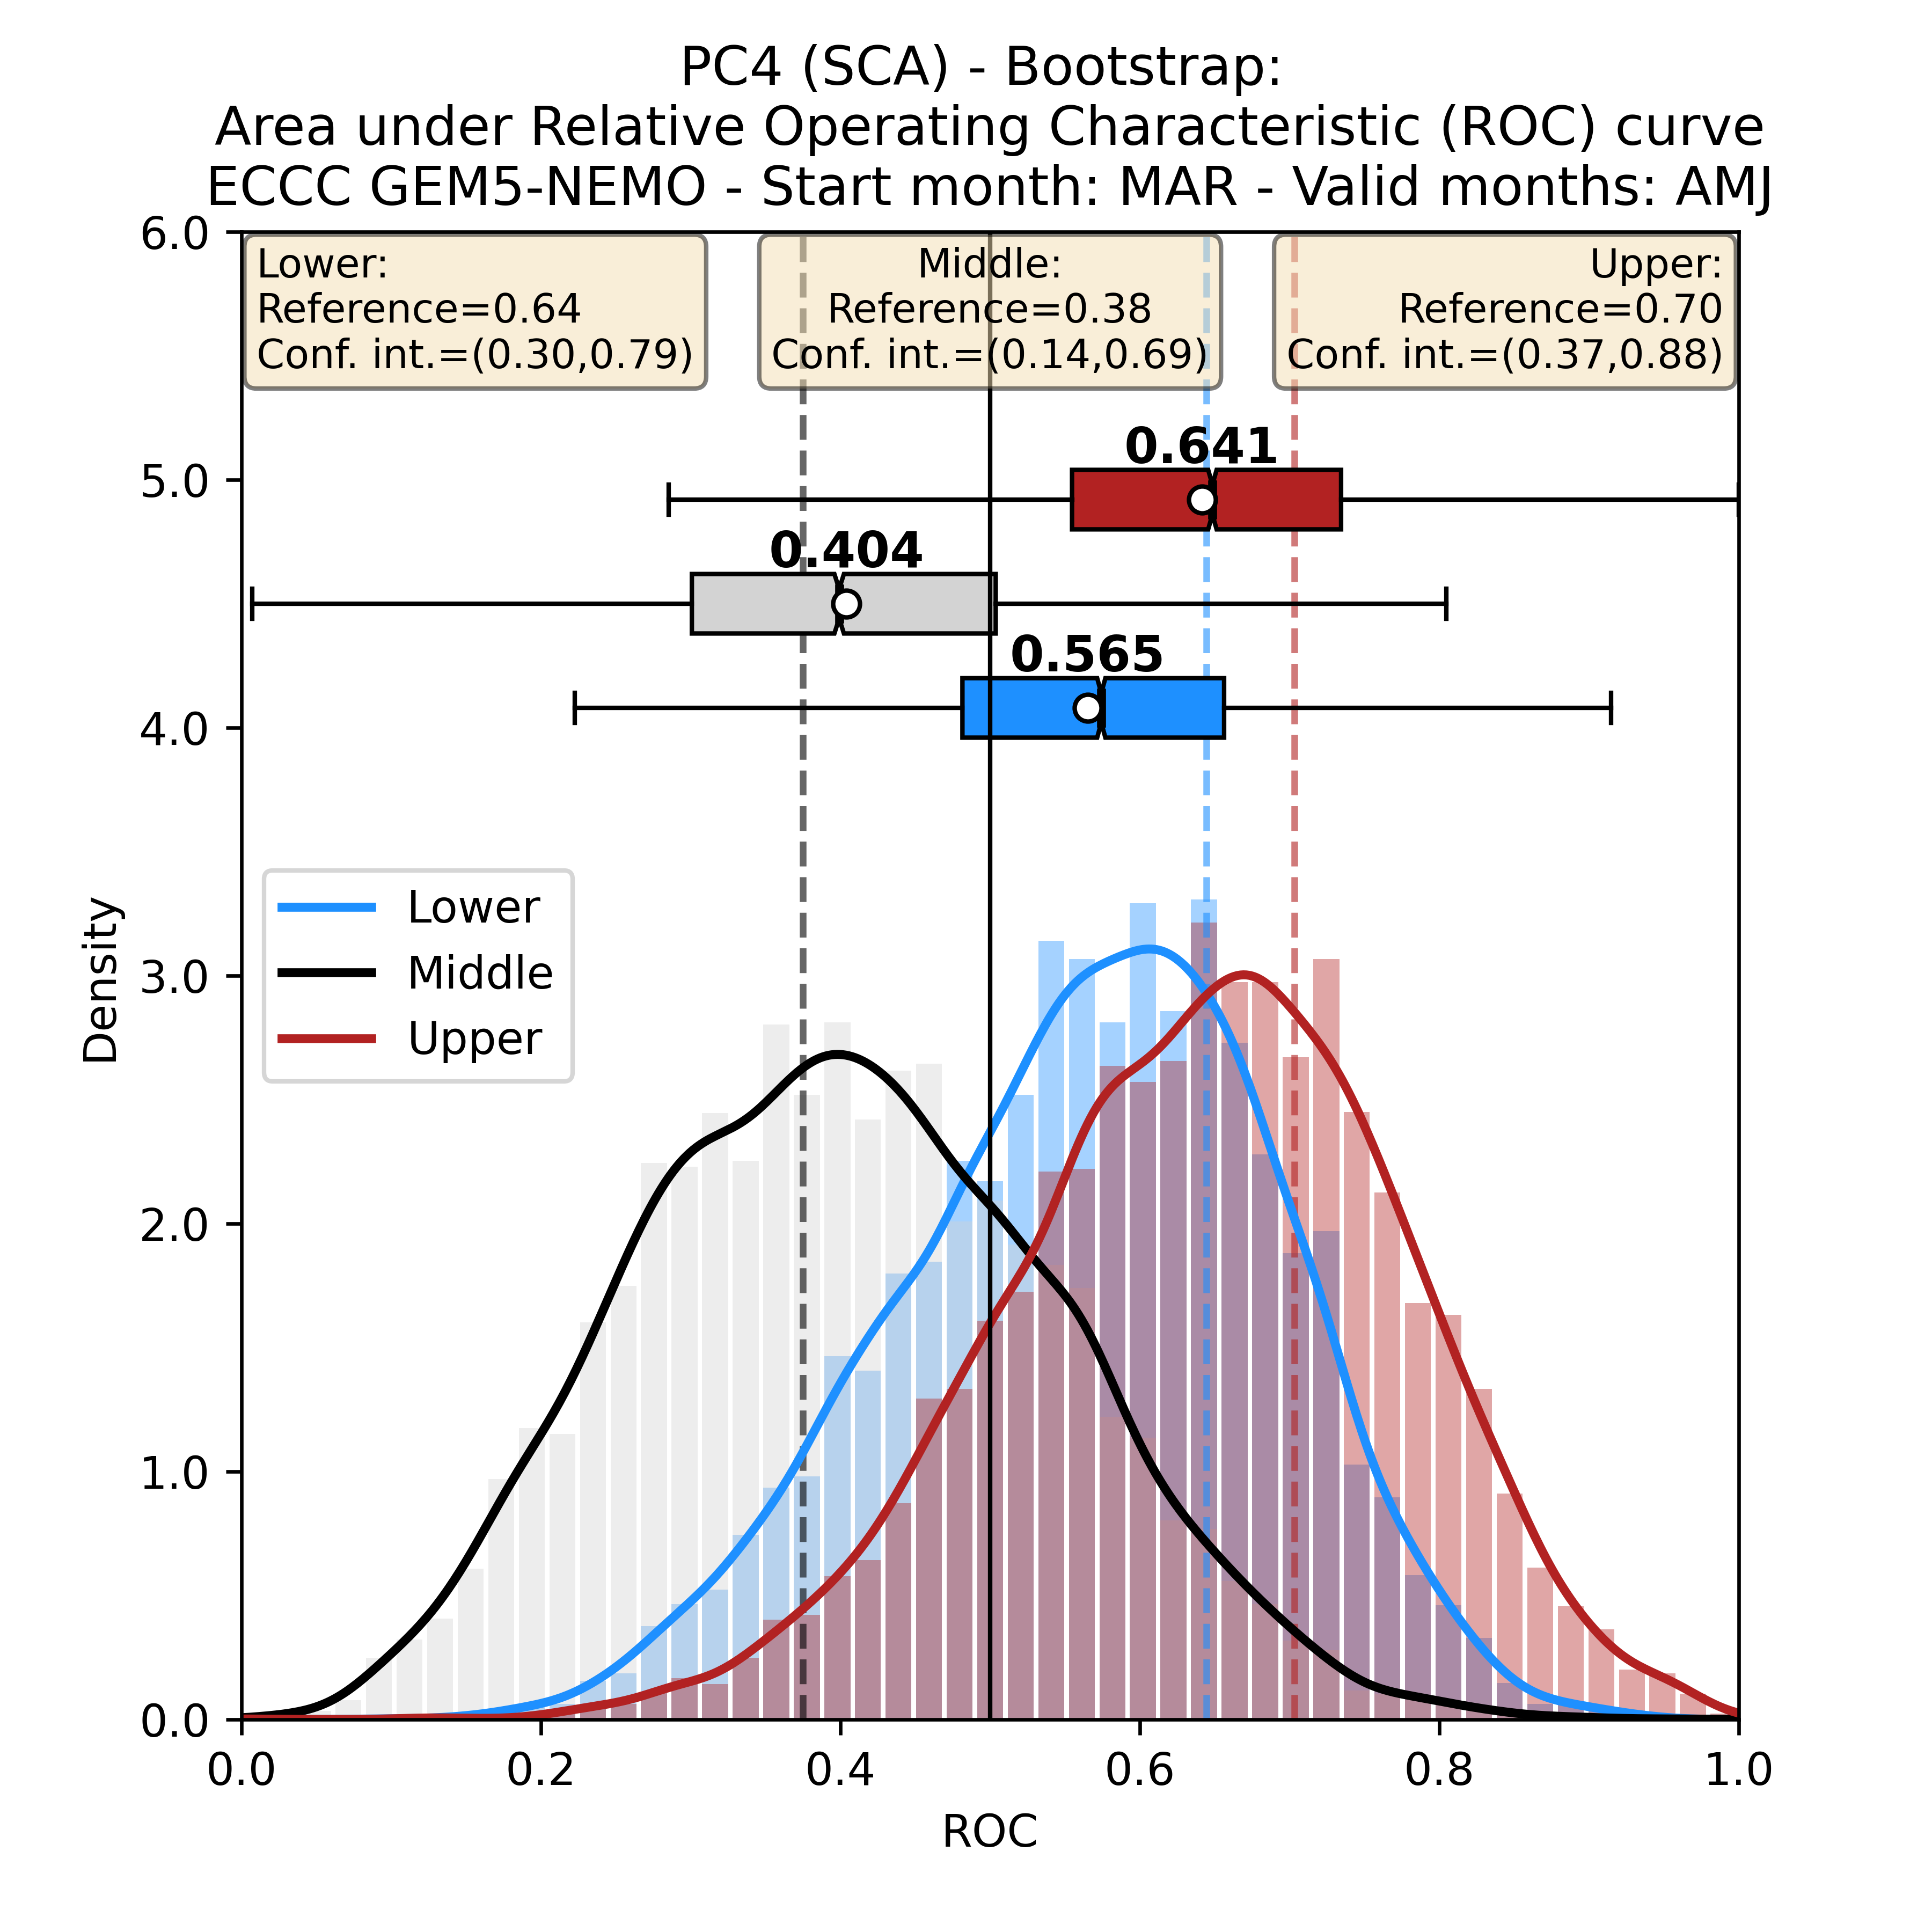 PC4 (SCA) - Bootstrap:
Area under Relative Operating Characteristic (ROC) curve
ECCC GEM5-NEMO - Start month: MAR - Valid months: AMJ
6.0
Lower:
Reference=0.64
Conf. int.=(0.30,0.79)
Middle:
Reference=0.38
Conf. int.=(0.14,0.69)
Upper:
Reference=0.70
Conf. int.=(0.37,0.88)
0.641
5.0
0.404
0.565
4.0
Lower
Middle
Upper
Density
3.0
2.0
1.0
0.0
0.0
0.2
0.4
0.6
0.8
1.0
ROC